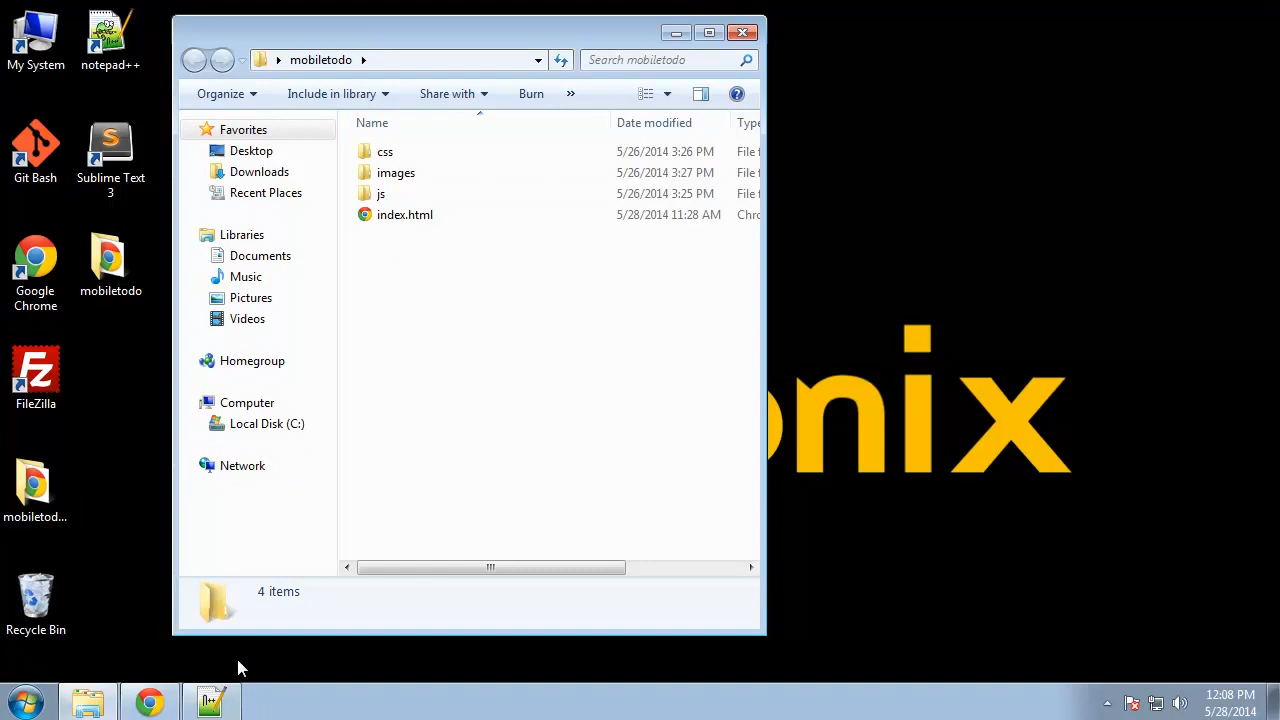 My System
notepad++
Git Bash
Sublime Text
3
Google
Chrome
mobiletodo
FileZilla
mobiletod...
Recycle Bin
mobiletodo
Search mobiletodo
Organize
Include in library
Share with
Burn
»
Name
Date modified
Type
Favorites
Desktop
Downloads
Recent Places
Libraries
Documents
Music
Pictures
Videos
Homegroup
Computer
Local Disk (C:)
Network
css 5/26/2014 3:26 PM File f
images 5/26/2014 3:27 PM File f
js 5/26/2014 3:25 PM File f
index.html 5/28/2014 11:28 AM Chro
4 items
onix
12:08 PM
5/28/2014